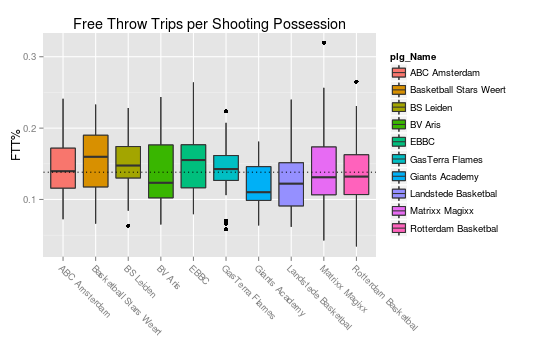 Free Throw Trips per Shooting Possession
FTT%
0.3
0.2
0.1
ABC Amsterdam
Basketball Stars Weert
BS Leiden
BV Aris
EBBC
GasTerra Flames
Giants Academy
Landstede Basketbal
Matrixx Magixx
Rotterdam Basketbal
plg_Name
ABC Amsterdam
Basketball Stars Weert
BS Leiden
BV Aris
EBBC
GasTerra Flames
Giants Academy
Landstede Basketbal
Matrixx Magixx
Rotterdam Basketbal